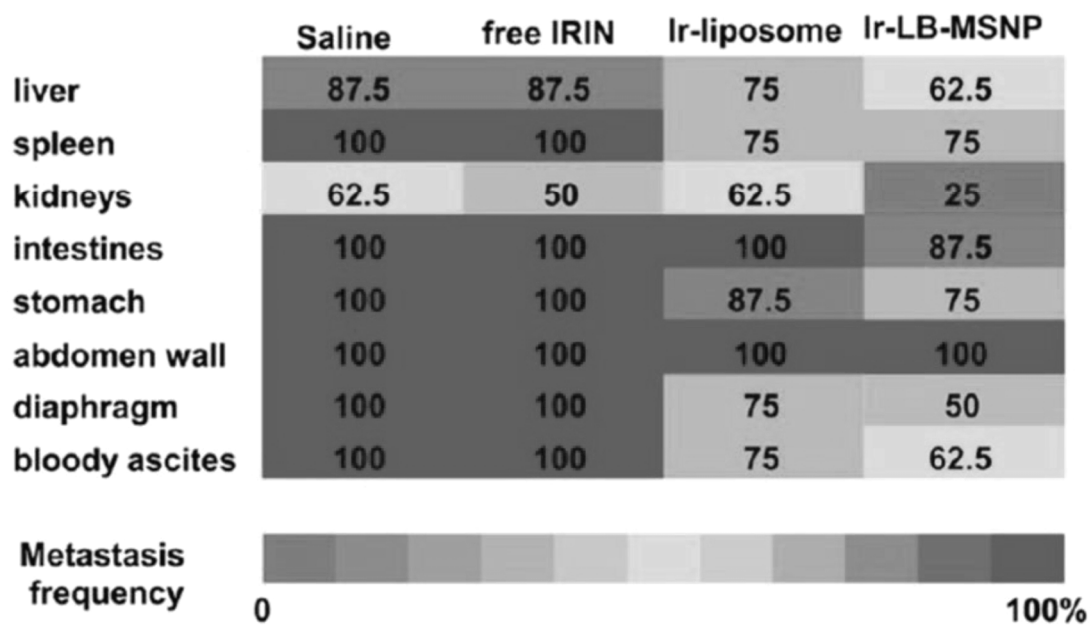 Saline free IRIN Ir-liposome Ir-LB-MSNP
liver 87.5 87.5 75 62.5
spleen 100 100 75 75
kidneys 62.5 50 62.5 25
intestines 100 100 100 87.5
stomach 100 100 87.5 75
abdomen wall 100 100 100 100
diaphragm 100 100 75 50
bloody ascites 100 100 75 62.5
Metastasis
frequency
0 100%